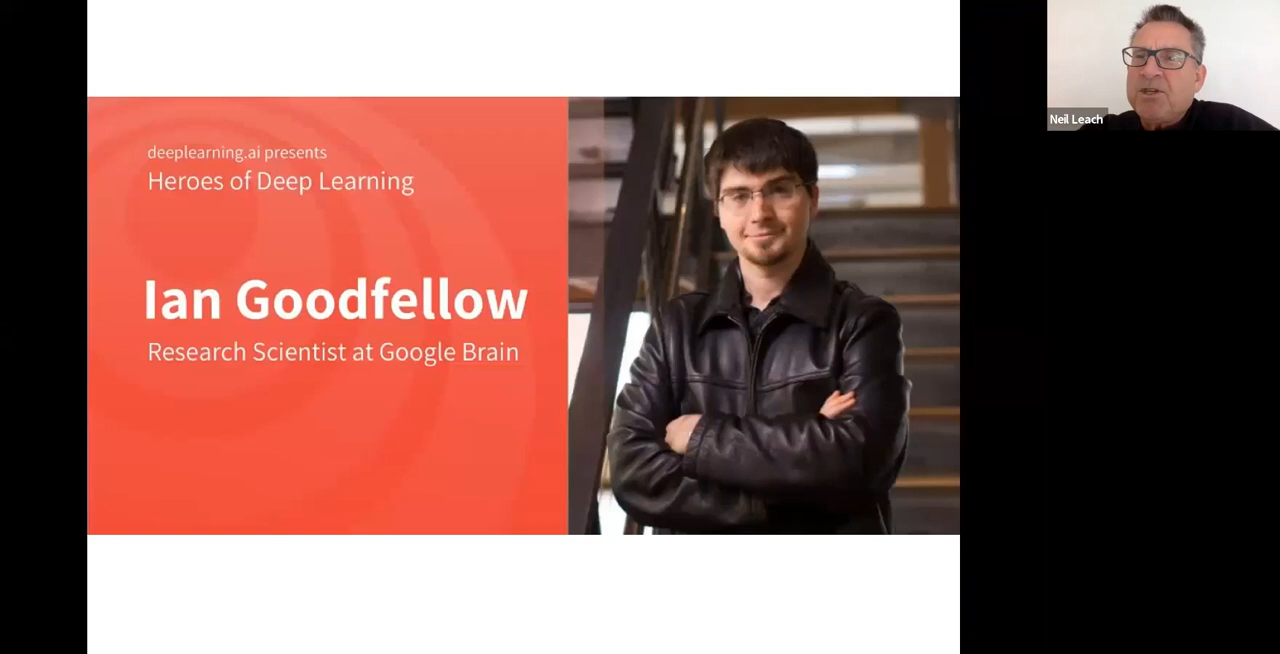 deeplearning.ai presents
Heroes of Deep Learning
Ian Goodfellow
Research Scientist at Google Brain
Neil Leach